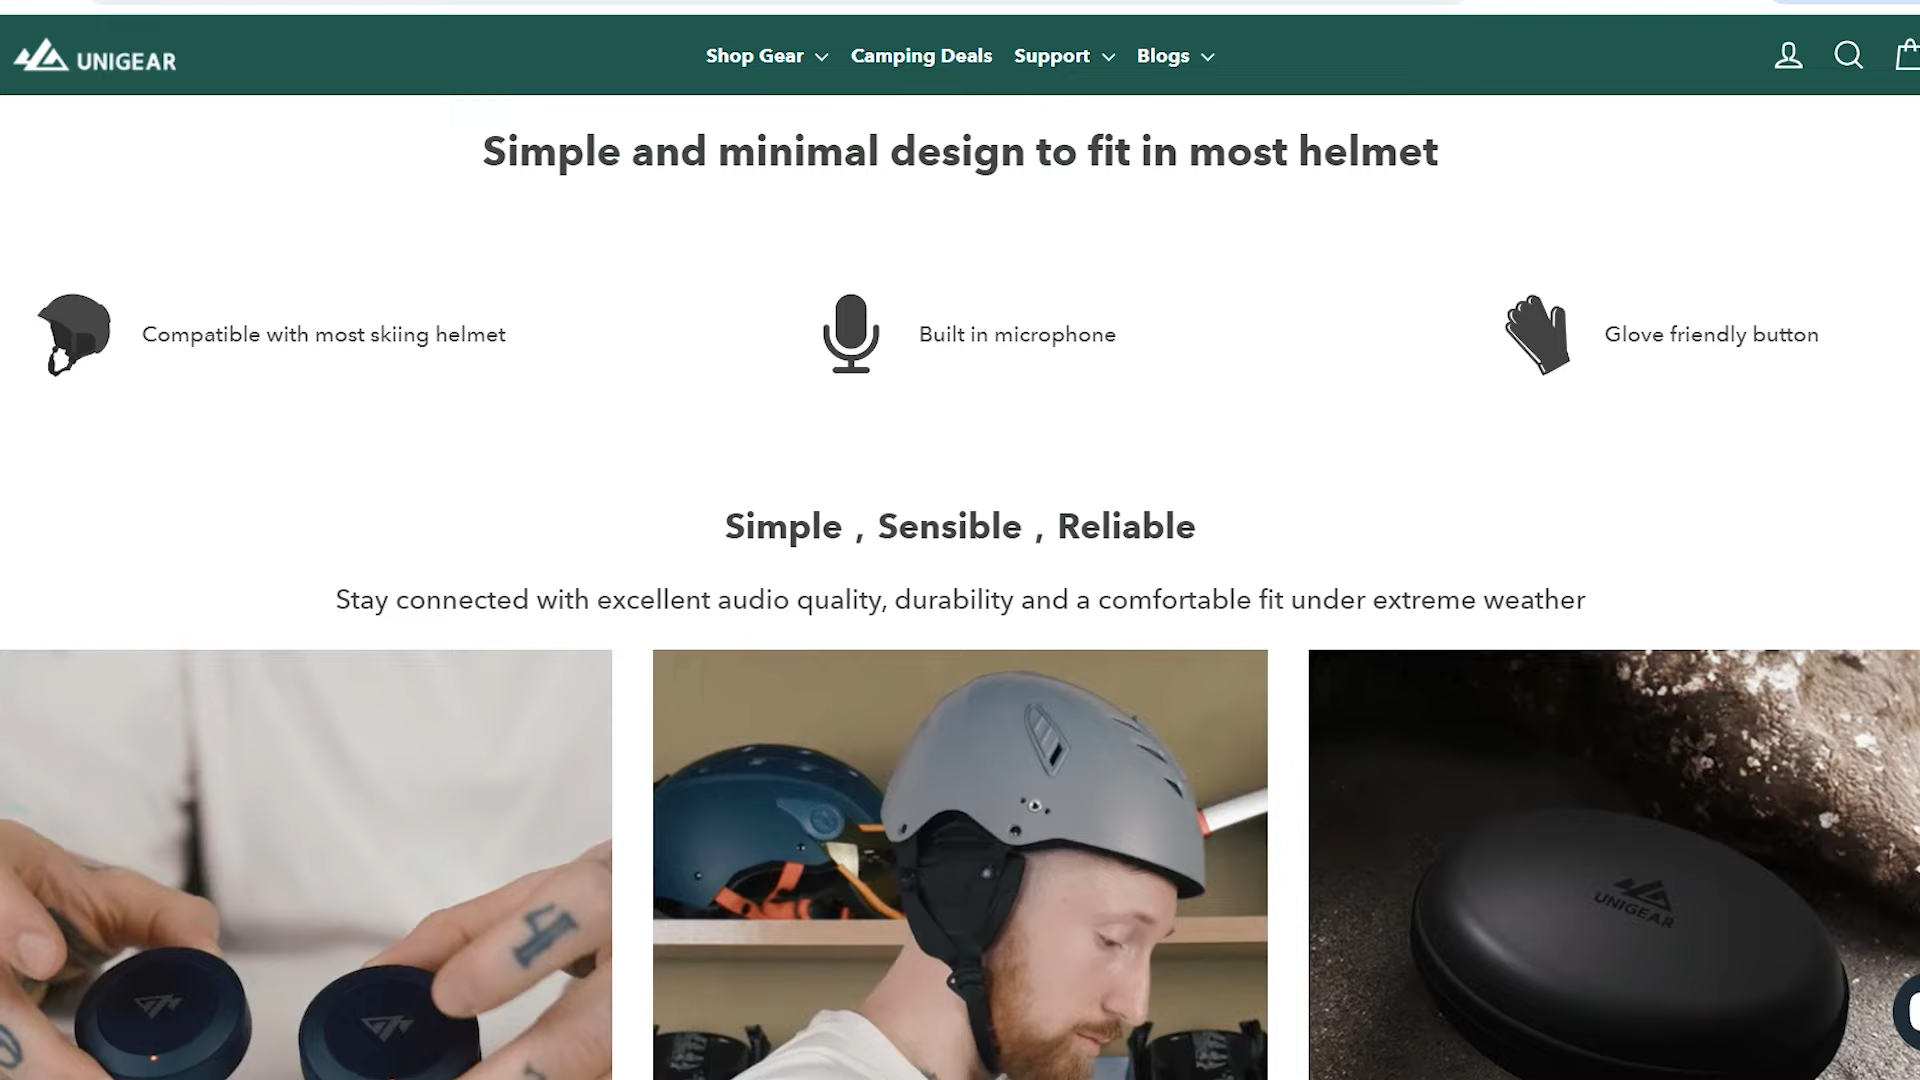 UNIGEAR
Shop Gear
Camping Deals
Support
Blogs
Simple and minimal design to fit in most helmet
Compatible with most skiing helmet
Built in microphone
Glove friendly button
Simple , Sensible , Reliable
Stay connected with excellent audio quality, durability and a comfortable fit under extreme weather
4
UNIGEAR